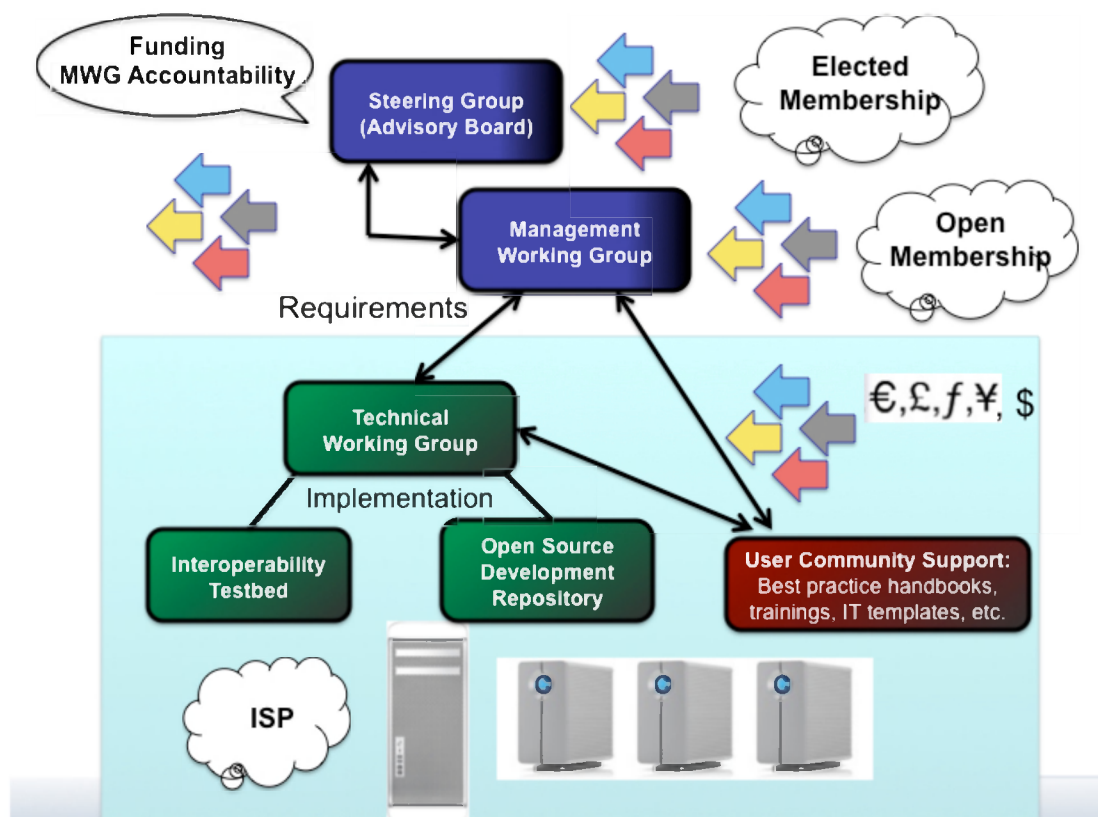 Funding
MWG Accountability
Steering Group
(Advisory Board)
Elected
Membership
Management
Working Group
Open
Membership
Requirements
€,£,ƒ,¥, $
Technical
Working Group
Implementation
Interoperability
Testbed
Open Source
Development
Repository
User Community Support:
Best practice handbooks,
trainings, IT templates, etc.
ISP